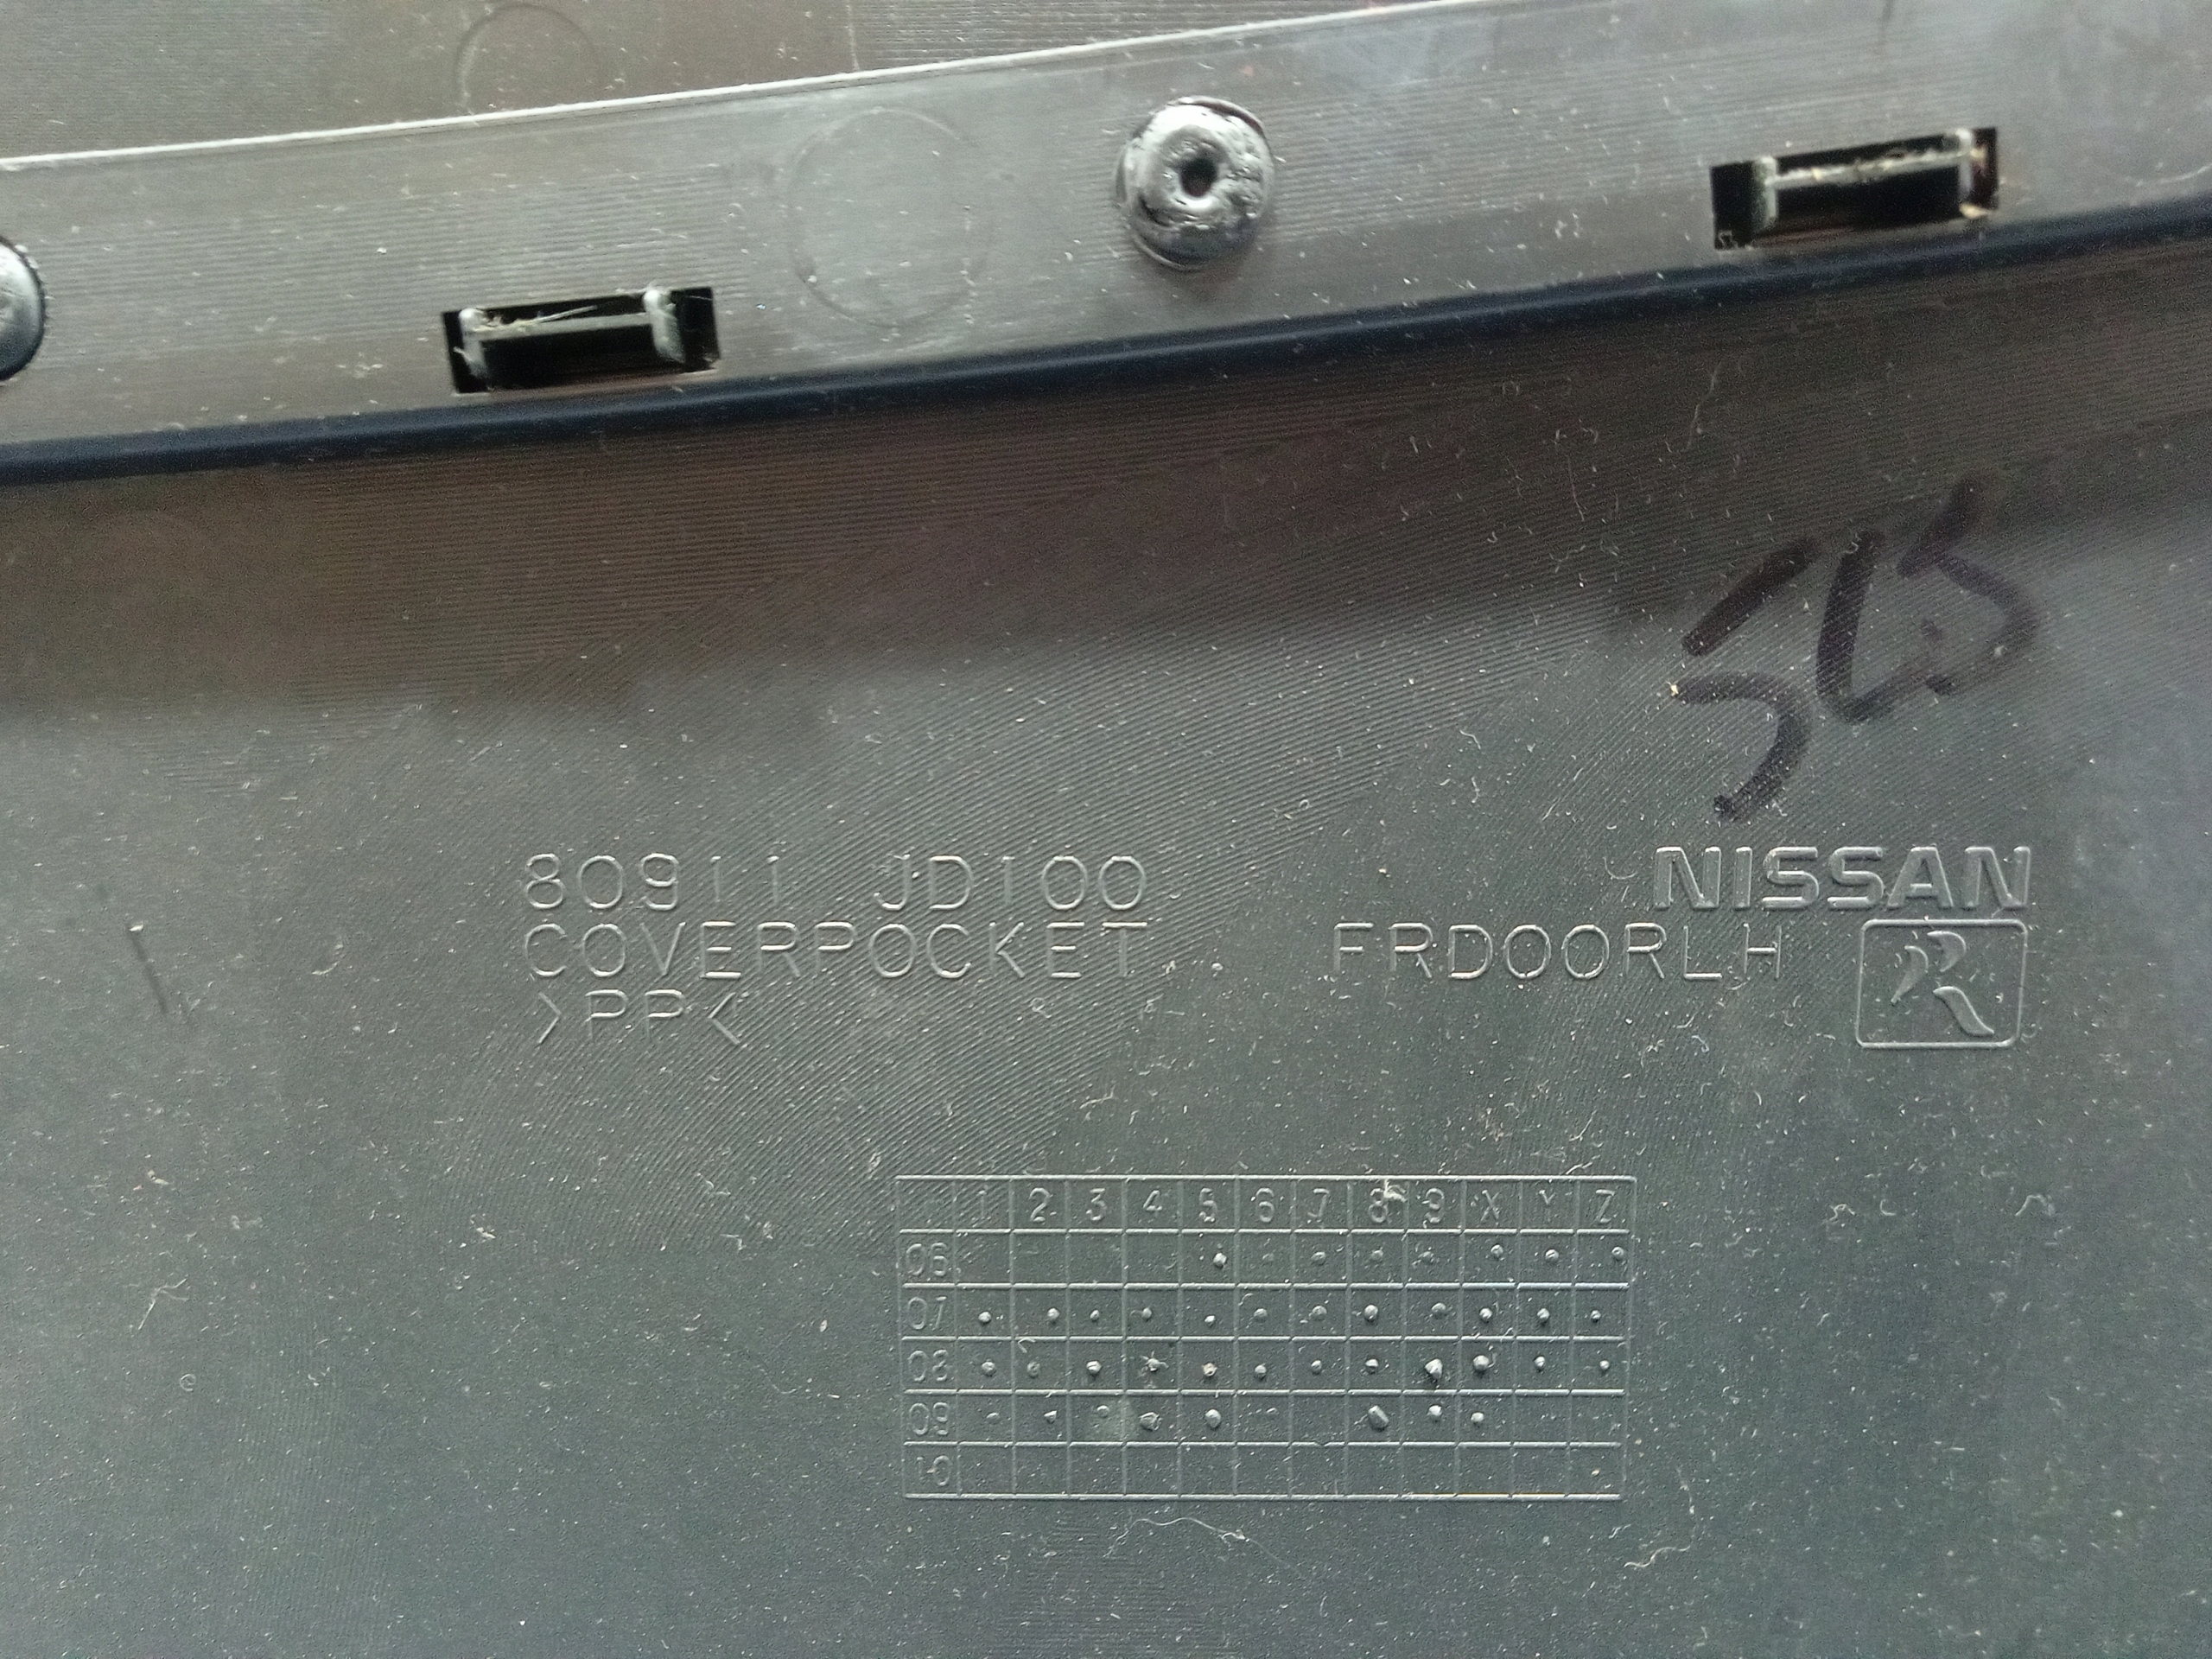 80911 JD100
NISSAN
COVERPOCKET FRDOORLH
>PP<
1 2 3 4 5 6 7 8 9 X Y Z
06
07
08
09
10